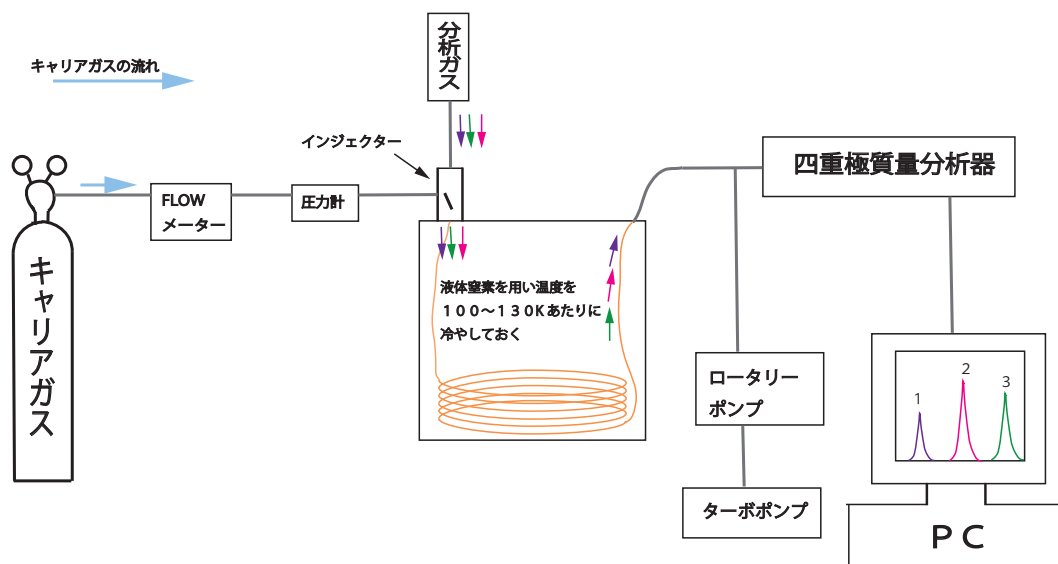 分析ガス
キャリアガスの流れ
インジェクター
四重極質量分析器
FLOW
メーター
圧力計
キャリアガス
液体窒素を用い温度を
１００～１３０Kあたりに
冷やしておく
ロータリー
ポンプ
1
2
3
ターボポンプ
ＰＣ